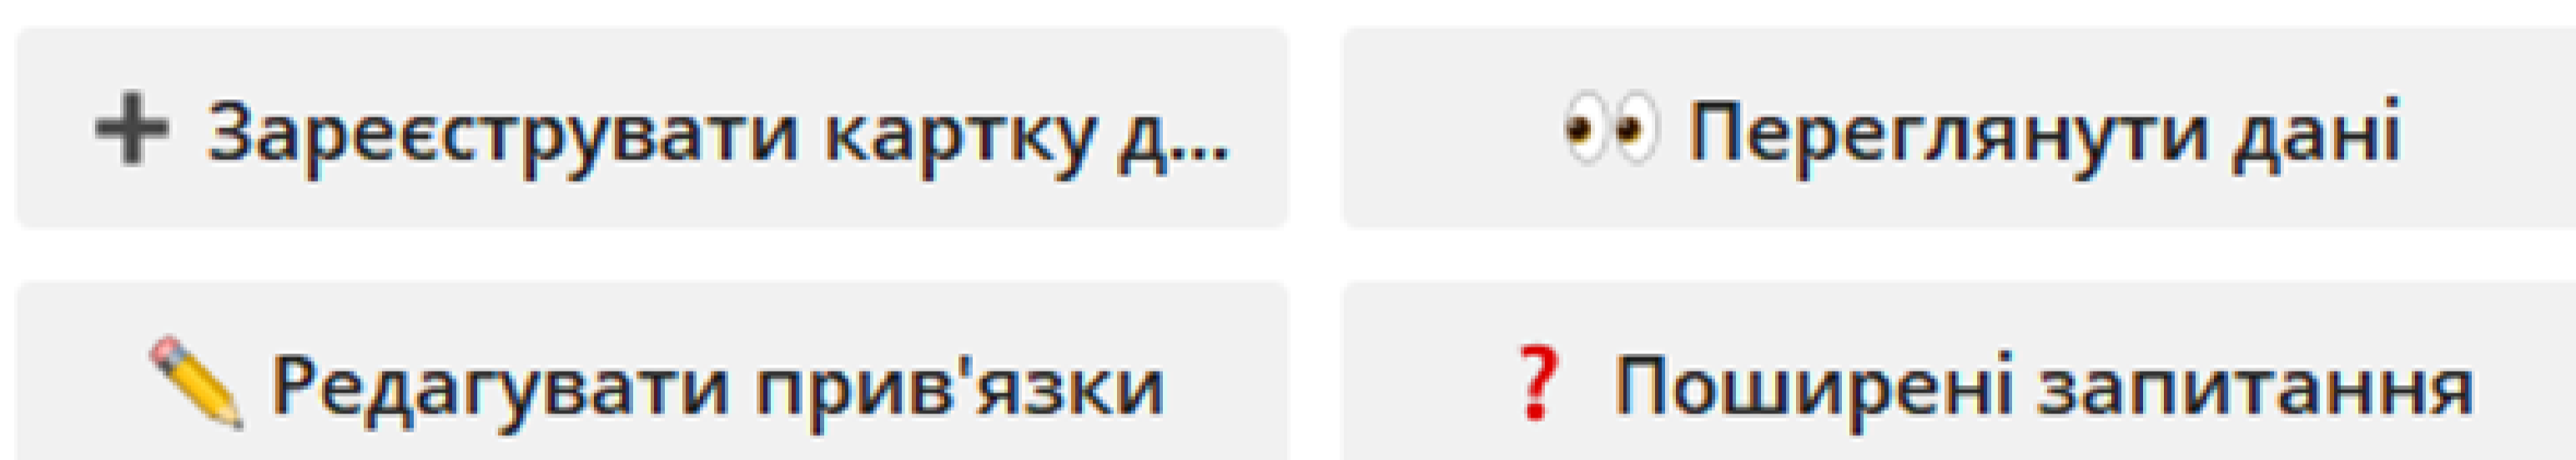 ➕ Зареєструвати картку д...
👀 Переглянути дані
✏️ Редагувати прив'язки
❓ Поширені запитання